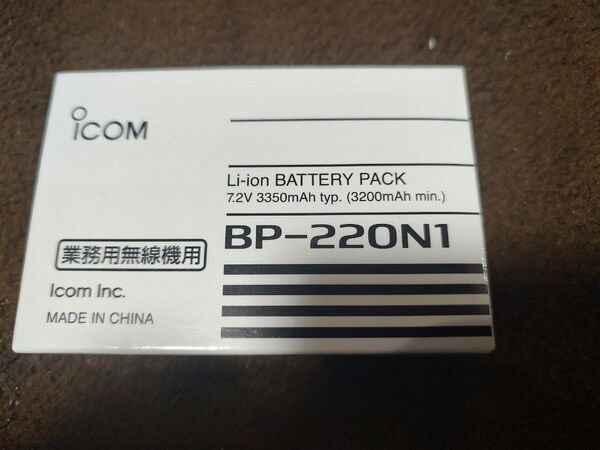 ICOM
Li-ion BATTERY PACK
7.2V 3350mAh typ. (3200mAh min.)
BP-220N1
業務用無線機用
Icom Inc.
MADE IN CHINA